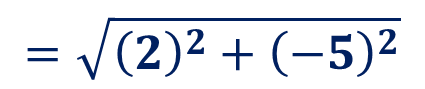 = √(2)² + (−5)²